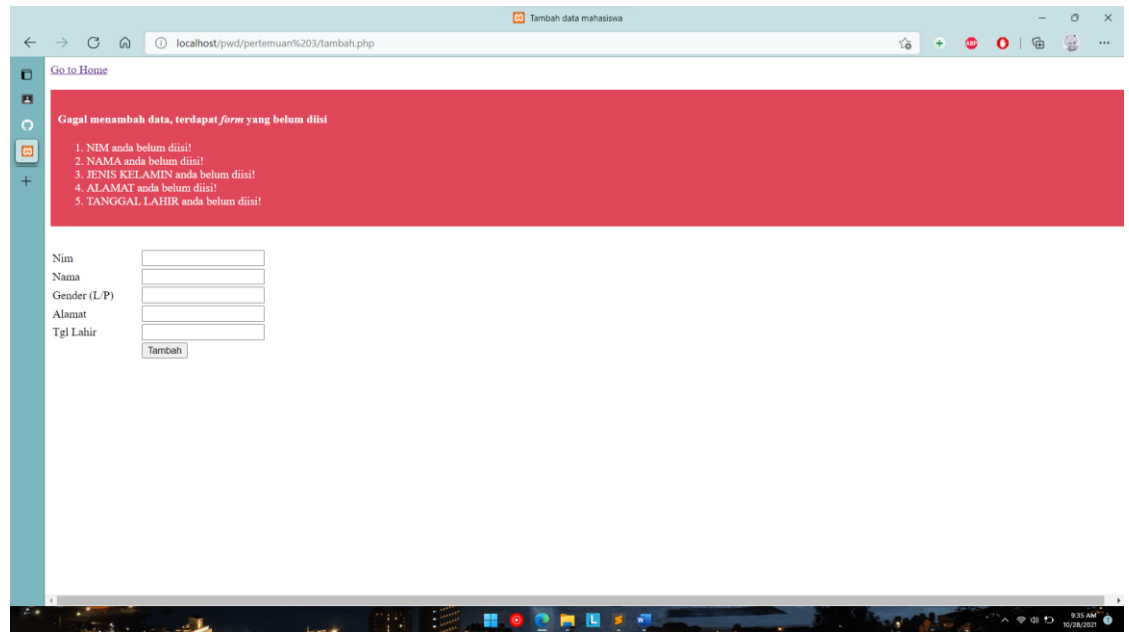 Tambah data mahasiswa
localhost/pwd/pertemuan%203/tambah.php
ABP
Go to Home
Gagal menambah data, terdapat form yang belum diisi
1. NIM anda belum diisi!
2. NAMA anda belum diisi!
3. JENIS KELAMIN anda belum diisi!
4. ALAMAT anda belum diisi!
5. TANGGAL LAHIR anda belum diisi!
Nim
Nama
Gender (L/P)
Alamat
Tgl Lahir
Tambah
9:35 AM
10/28/2021